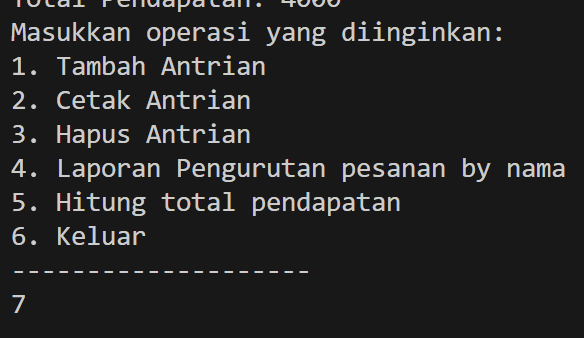 Total Pendapatan: 4000
Masukkan operasi yang diinginkan:
1. Tambah Antrian
2. Cetak Antrian
3. Hapus Antrian
4. Laporan Pengurutan pesanan by nama
5. Hitung total pendapatan
6. Keluar
--------------------
7